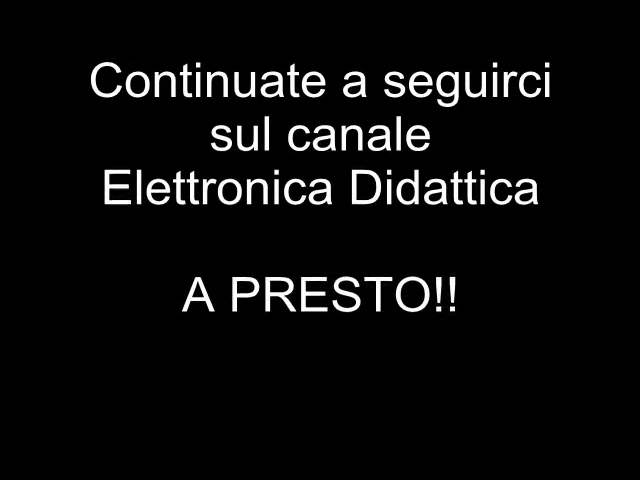 Continuate a seguirci
sul canale
Elettronica Didattica
A PRESTO!!